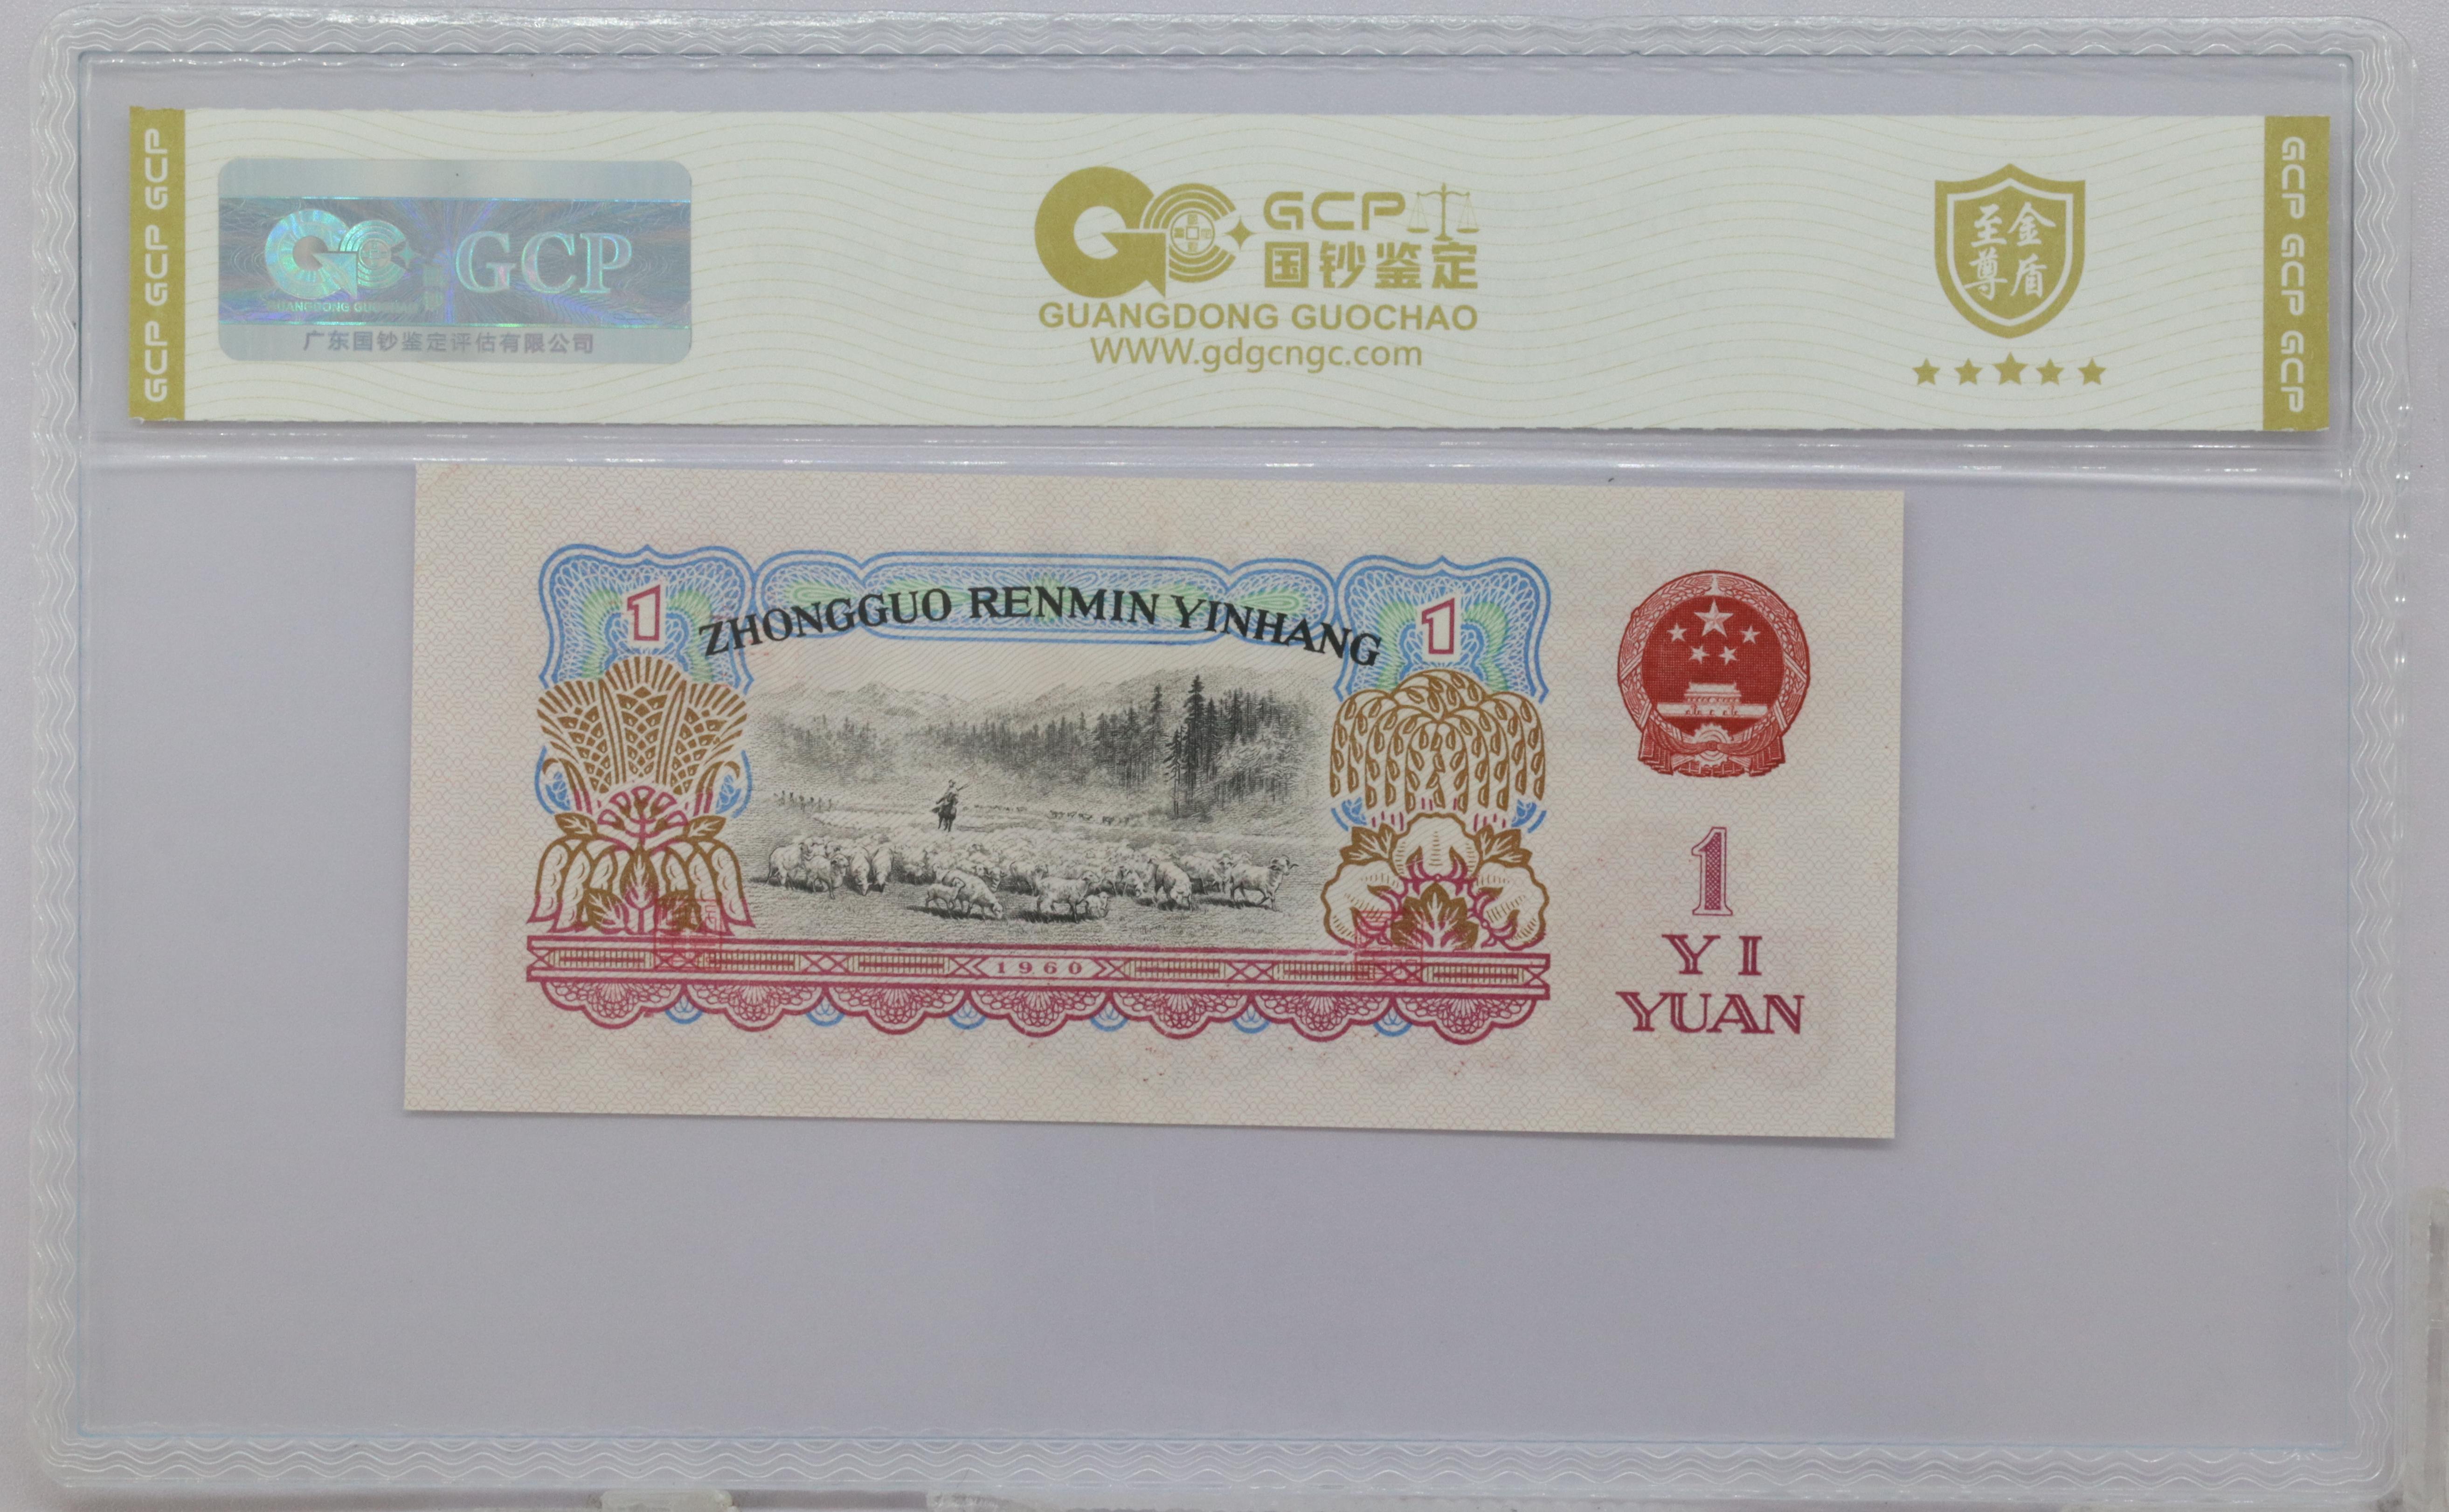 GCP GCP GCP
GCP
GUANGDONG GUOCHAO
广东国钞鉴定评估有限公司
GCP
国钞鉴定
GUANGDONG GUOCHAO
WWW.gdgcngc.com
至金
尊盾
GCP GCP GCP
1
ZHONGGUO RENMIN YINHANG
1
1960
1
YI
YUAN